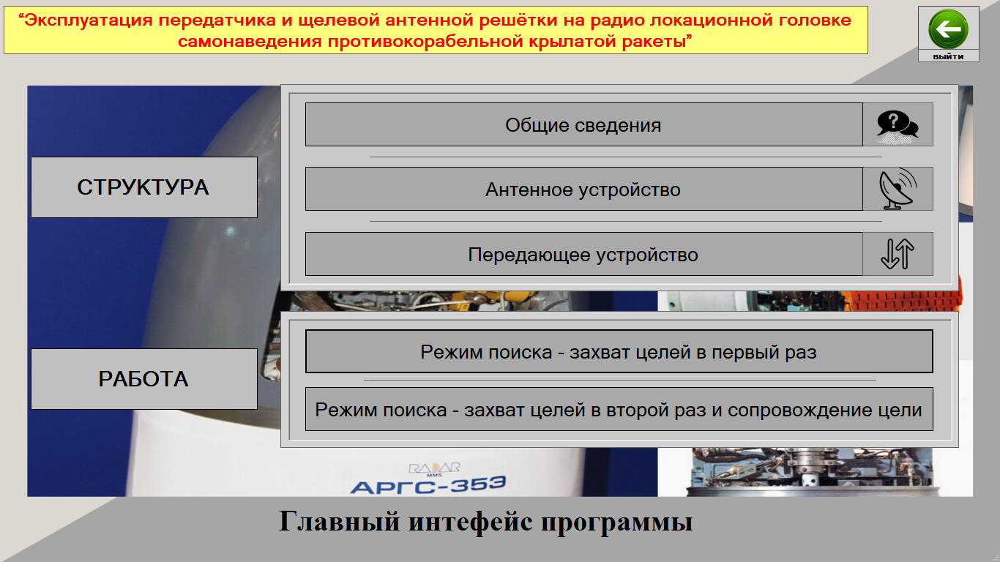 “Эксплуатация передатчика и щелевой антенной решётки на радио локационной головке
самонаведения противокорабельной крылатой ракеты”
выйти
Общие сведения
?
СТРУКТУРА
Антенное устройство
Передающее устройство
Режим поиска - захват целей в первый раз
РАБОТА
Режим поиска - захват целей в второй раз и сопровождение цели
RADAR
MMS
АРГС-35Э
Главный интефейс программы